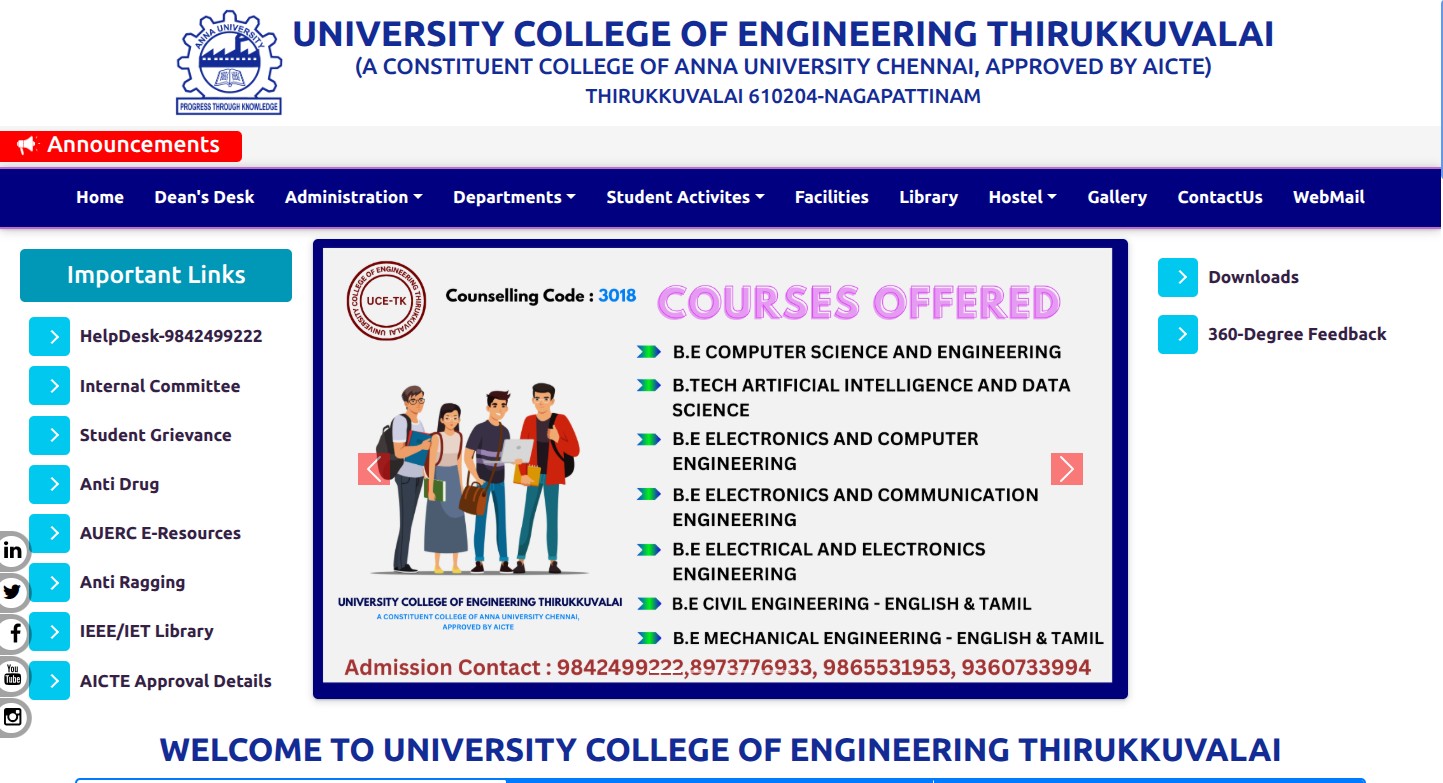 ANNA UNIVERSITY
PROGRESS THROUGH KNOWLEDGE
UNIVERSITY COLLEGE OF ENGINEERING THIRUKKUVALAI
(A CONSTITUENT COLLEGE OF ANNA UNIVERSITY CHENNAI, APPROVED BY AICTE)
THIRUKKUVALAI 610204-NAGAPATTINAM
Announcements
Home Dean's Desk Administration Departments Student Activites Facilities Library Hostel Gallery ContactUs WebMail
Important Links
HelpDesk-9842499222
Internal Committee
Student Grievance
Anti Drug
AUERC E-Resources
Anti Ragging
IEEE/IET Library
AICTE Approval Details
in
You
Tube
UNIVERSITY COLLEGE OF ENGINEERING THIRUKKUVALAI
UCE-TK
Counselling Code : 3018
COURSES OFFERED
B.E COMPUTER SCIENCE AND ENGINEERING
B.TECH ARTIFICIAL INTELLIGENCE AND DATA
SCIENCE
B.E ELECTRONICS AND COMPUTER
ENGINEERING
B.E ELECTRONICS AND COMMUNICATION
ENGINEERING
B.E ELECTRICAL AND ELECTRONICS
ENGINEERING
B.E CIVIL ENGINEERING - ENGLISH & TAMIL
B.E MECHANICAL ENGINEERING - ENGLISH & TAMIL
UNIVERSITY COLLEGE OF ENGINEERING THIRUKKUVALAI
A CONSTITUENT COLLEGE OF ANNA UNIVERSITY CHENNAI,
APPROVED BY AICTE
Admission Contact : 9842499222,8973776933, 9865531953, 9360733994
Downloads
360-Degree Feedback
WELCOME TO UNIVERSITY COLLEGE OF ENGINEERING THIRUKKUVALAI